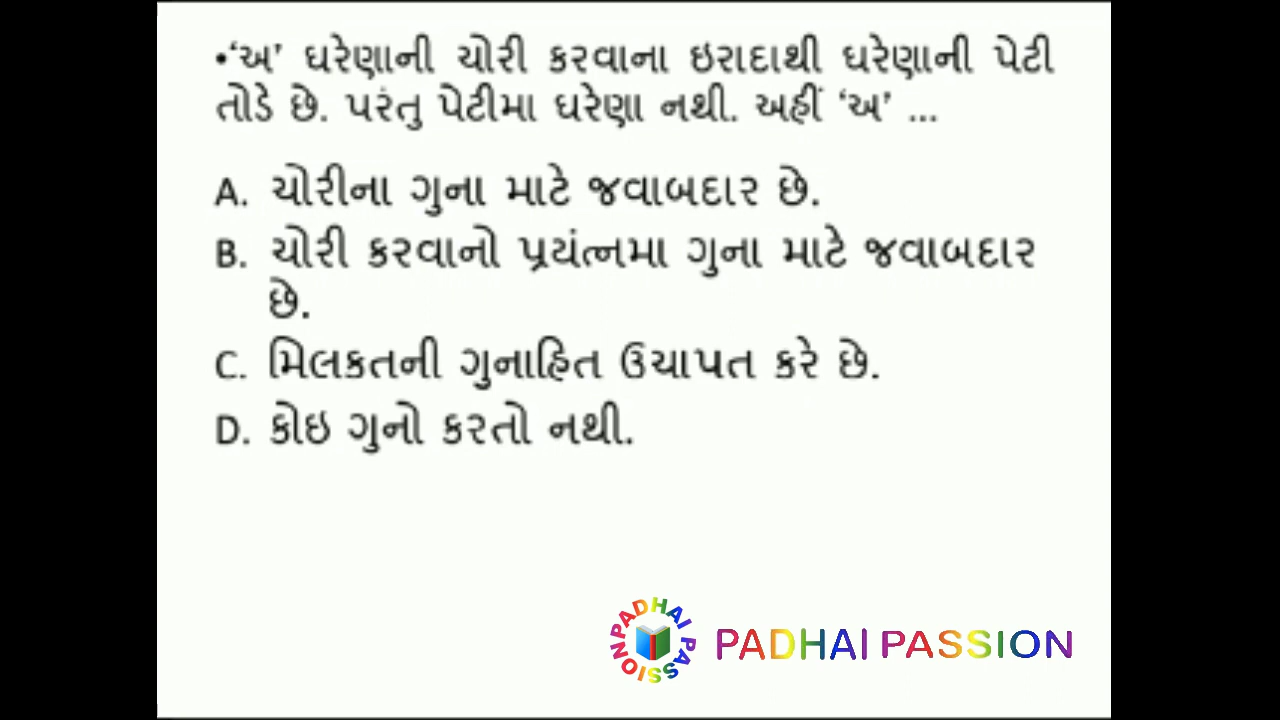 •‘અ’ ઘરેણાની ચોરી કરવાના ઇરાદાથી ઘરેણાની પેટી
તોડે છે. પરંતુ પેટીમા ઘરેણા નથી. અહીં ‘અ’ ...
A. ચોરીના ગુના માટે જવાબદાર છે.
B. ચોરી કરવાનો પ્રયંત્નમા ગુના માટે જવાબદાર
છે.
C. મિલકતની ગુનાહિત ઉચાપત કરે છે.
D. કોઇ ગુનો કરતો નથી.
PADHAI PASSION
PADHAI PASSION